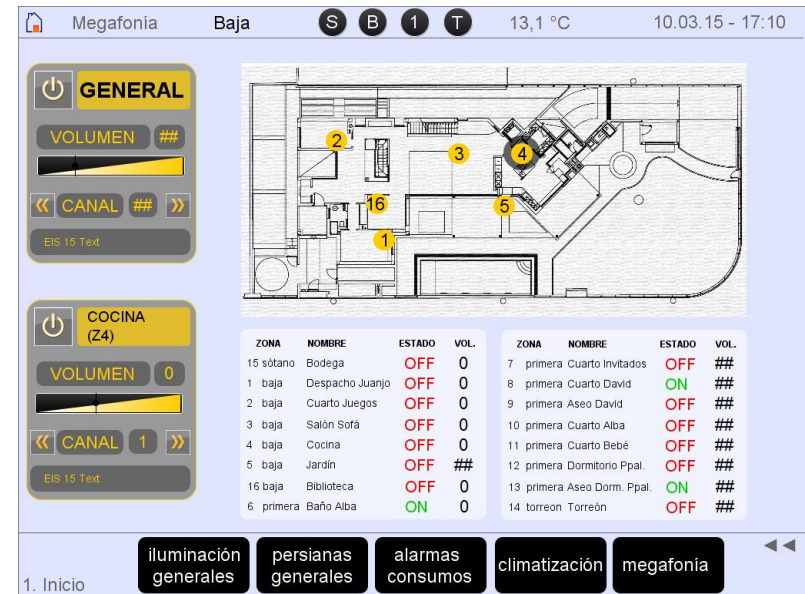 Megafonía Baja S B 1 T 13,1 °C 10.03.15 - 17:10
GENERAL
VOLUMEN ##
CANAL ##
EIS 15 Text
COCINA
(Z4)
VOLUMEN 0
CANAL 1
EIS 15 Text
2
3
4
16
5
1
ZONA NOMBRE ESTADO VOL.
15 sótano Bodega OFF 0
1 baja Despacho Juanjo OFF 0
2 baja Cuarto Juegos OFF 0
3 baja Salón Sofá OFF 0
4 baja Cocina OFF 0
5 baja Jardín OFF ##
16 baja Biblioteca OFF 0
6 primera Baño Alba ON 0
ZONA NOMBRE ESTADO VOL.
7 primera Cuarto Invitados OFF ##
8 primera Cuarto David ON ##
9 primera Aseo David OFF ##
10 primera Cuarto Alba OFF ##
11 primera Cuarto Bebé OFF ##
12 primera Dormitorio Ppal. OFF ##
13 primera Aseo Dorm. Ppal. ON ##
14 torreon Torreón OFF ##
1. Inicio
iluminación
generales
persianas
generales
alarmas
consumos
climatización
megafonía